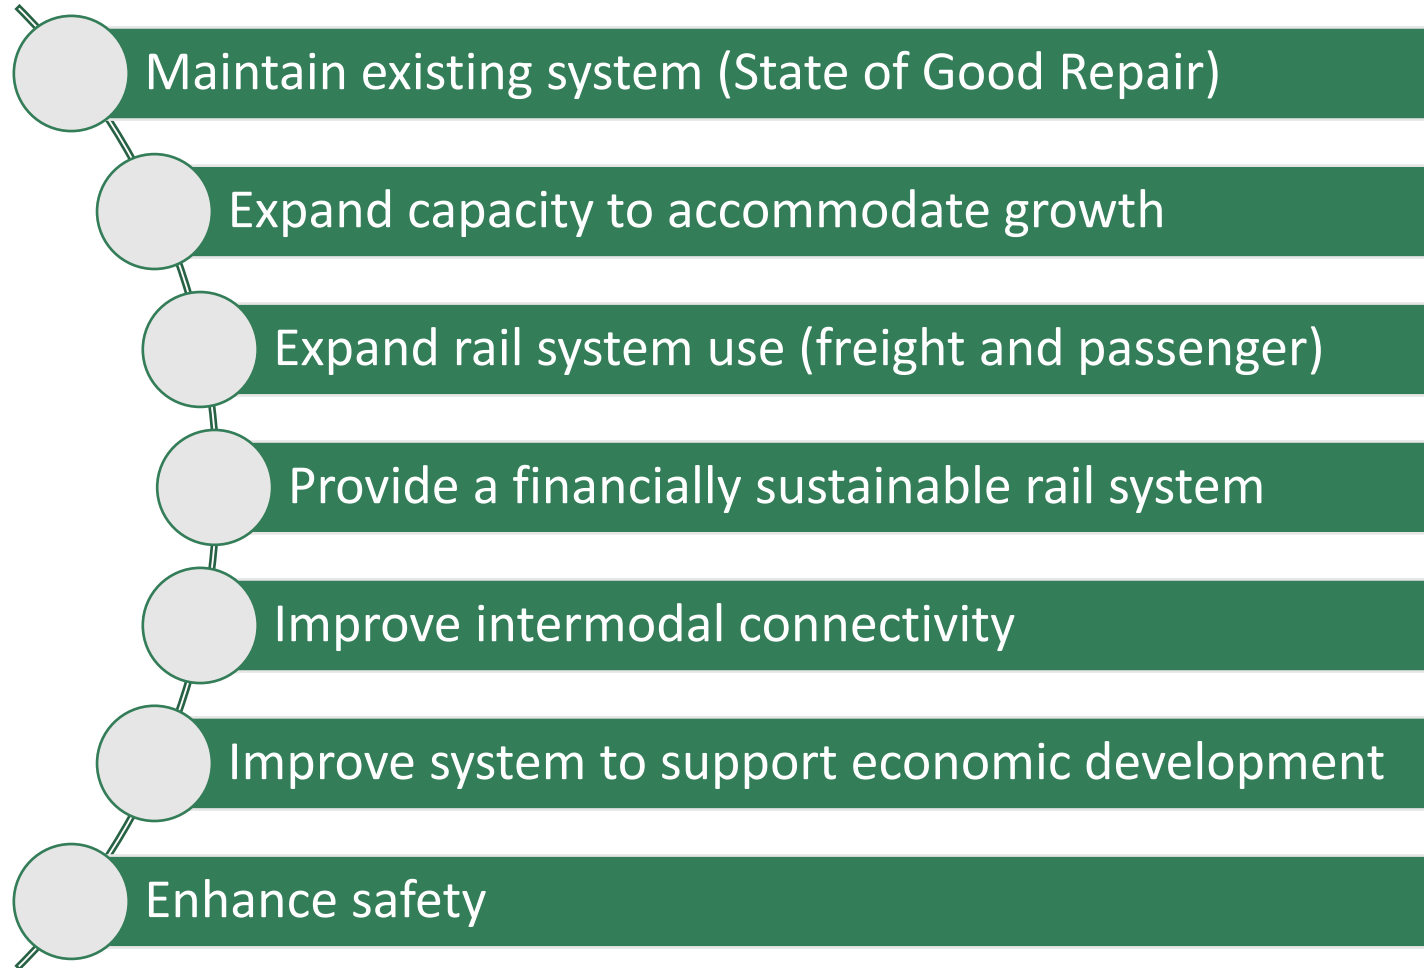 Maintain existing system (State of Good Repair)
Expand capacity to accommodate growth
Expand rail system use (freight and passenger)
Provide a financially sustainable rail system
Improve intermodal connectivity
Improve system to support economic development
Enhance safety